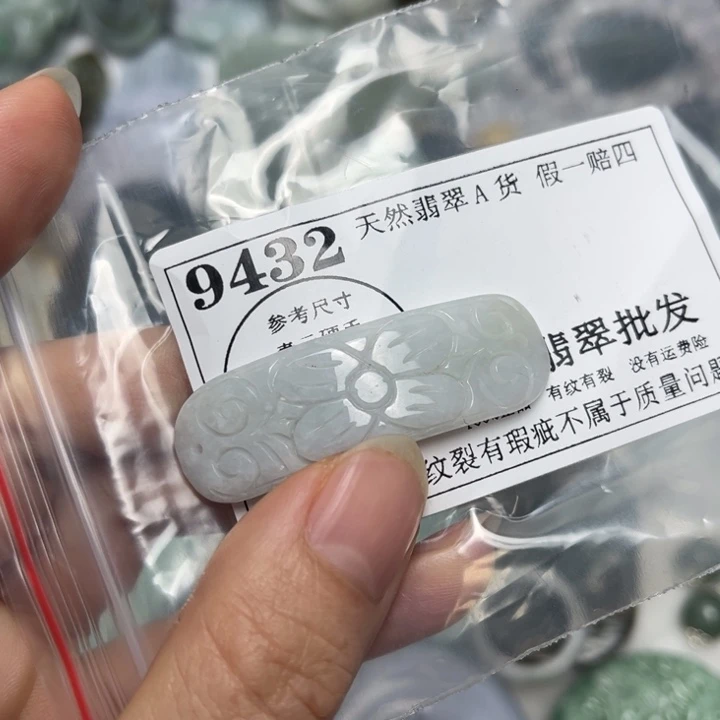 9432
天然翡翠A货 假一赔四
参考尺寸
翡翠批发
有纹有裂 没有运费险
纹裂有瑕疵不属于质量问题